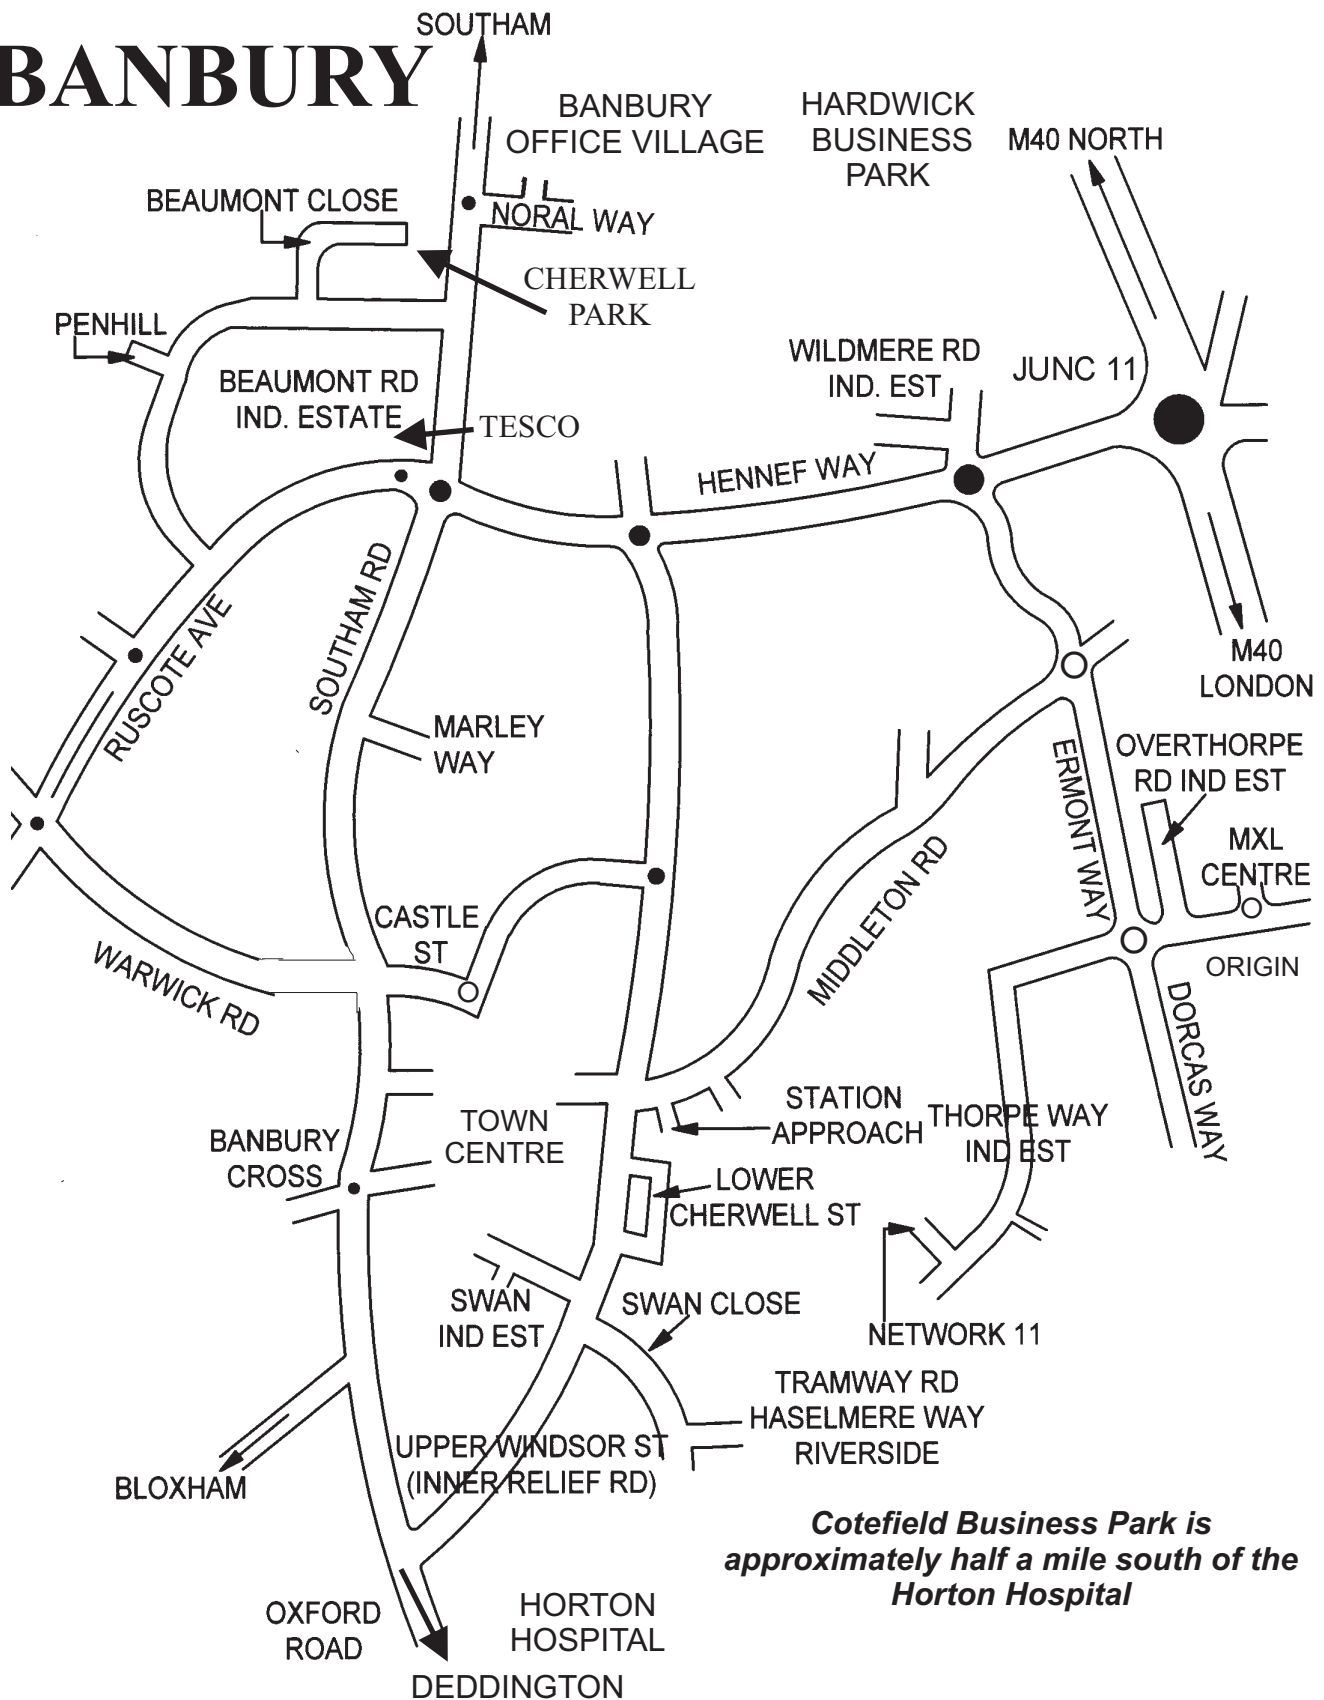 SOUTHAM
BANBURY
BANBURY
OFFICE VILLAGE
HARDWICK
BUSINESS
PARK
M40 NORTH
BEAUMONT CLOSE
NORAL WAY
CHERWELL
PARK
PENHILL
BEAUMONT RD
IND. ESTATE
TESCO
WILDMERE RD
IND. EST
JUNC 11
HENNEF WAY
RUSCOTE AVE
SOUTHAM RD
M40
LONDON
MARLEY
WAY
ERMONT WAY
OVERTHORPE
RD IND EST
MXL
CENTRE
MIDDLETON RD
CASTLE
ST
WARWICK RD
ORIGIN
DORCAS WAY
STATION
APPROACH
THORPE WAY
IND EST
TOWN
CENTRE
BANBURY
CROSS
LOWER
CHERWELL ST
SWAN
IND EST
SWAN CLOSE
NETWORK 11
TRAMWAY RD
HASELMERE WAY
RIVERSIDE
UPPER WINDSOR ST
(INNER RELIEF RD)
BLOXHAM
Cotefield Business Park is
approximately half a mile south of the
Horton Hospital
OXFORD
ROAD
HORTON
HOSPITAL
DEDDINGTON